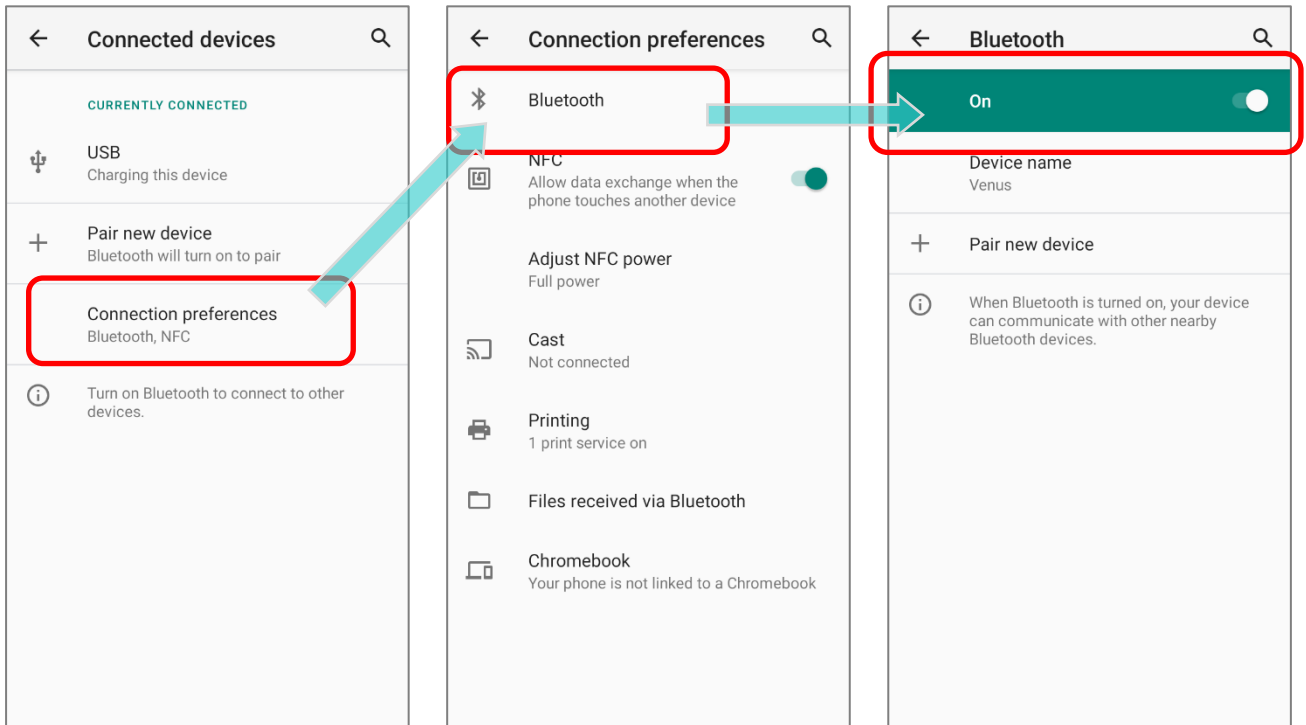 Connected devices
CURRENTLY CONNECTED
USB
Charging this device
Pair new device
Bluetooth will turn on to pair
Connection preferences
Bluetooth, NFC
Turn on Bluetooth to connect to other
devices.
Connection preferences
Bluetooth
NFC
Allow data exchange when the
phone touches another device
Adjust NFC power
Full power
Cast
Not connected
Printing
1 print service on
Files received via Bluetooth
Chromebook
Your phone is not linked to a Chromebook
Bluetooth
On
Device name
Venus
Pair new device
When Bluetooth is turned on, your device
can communicate with other nearby
Bluetooth devices.